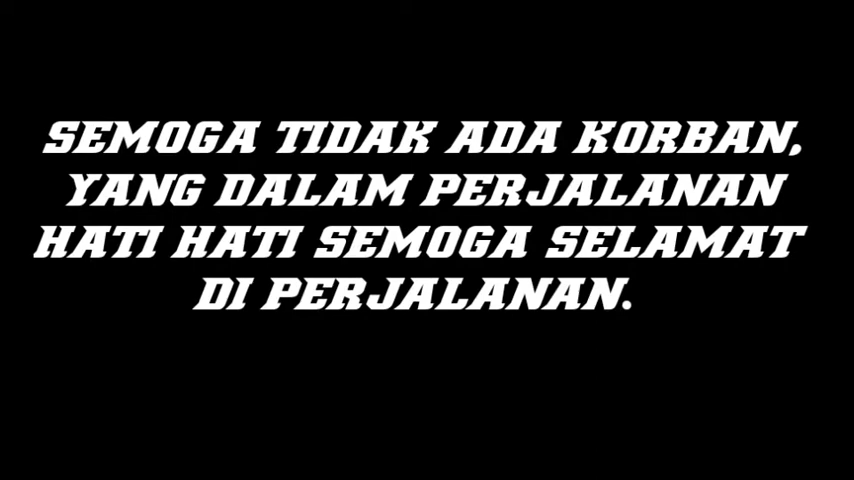 SEMOGA TIDAK ADA KORBAN,
YANG DALAM PERJALANAN
HATI HATI SEMOGA SELAMAT
DI PERJALANAN.